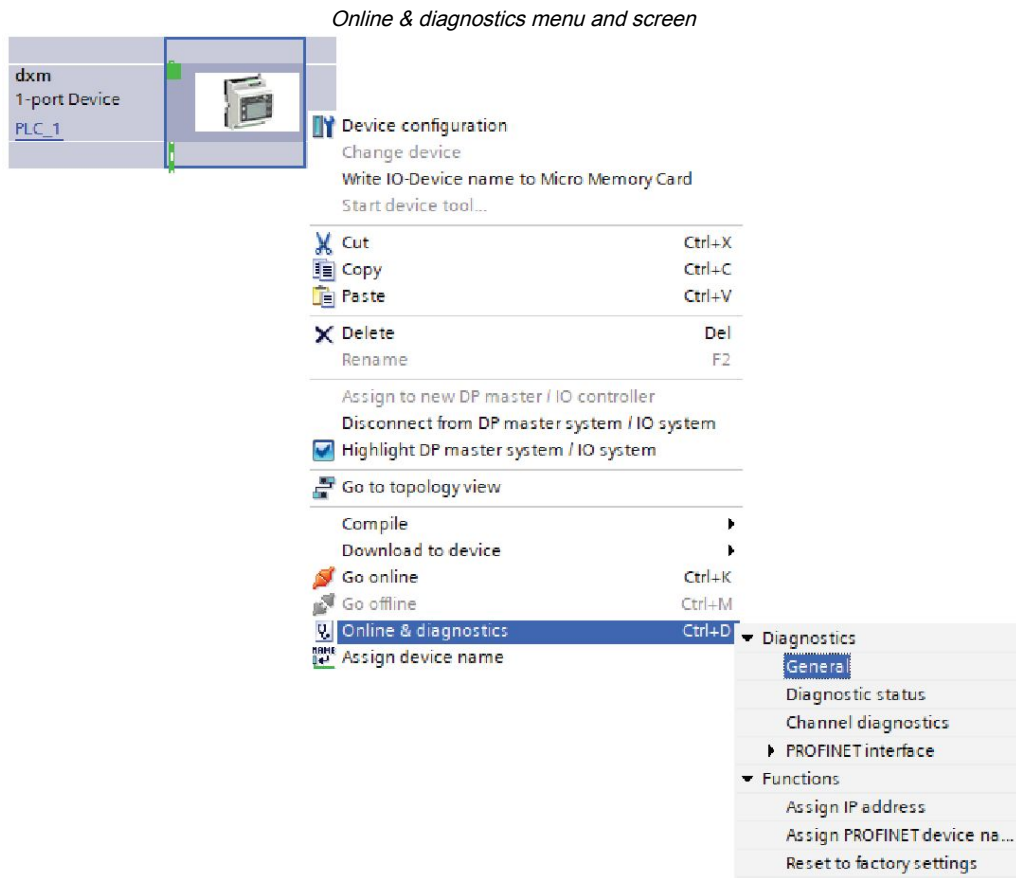 Online & diagnostics menu and screen
dxm
1-port Device
PLC_1
Device configuration
Change device
Write IO-Device name to Micro Memory Card
Start device tool...
Cut Ctrl+X
Copy Ctrl+C
Paste Ctrl+V
Delete Del
Rename F2
Assign to new DP master / IO controller
Disconnect from DP master system / IO system
Highlight DP master system / IO system
Go to topology view
Compile
Download to device
Go online Ctrl+K
Go offline Ctrl+M
Online & diagnostics Ctrl+D
NAME Assign device name
Diagnostics
General
Diagnostic status
Channel diagnostics
PROFINET interface
Functions
Assign IP address
Assign PROFINET device na...
Reset to factory settings